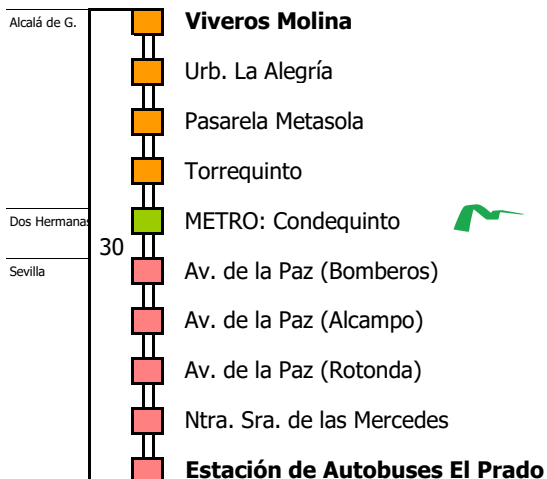 Alcalá de G.
Viveros Molina
Urb. La Alegría
Pasarela Metasola
Torrequinto
Dos Hermanas
METRO: Condequinto
30
Sevilla
Av. de la Paz (Bomberos)
Av. de la Paz (Alcampo)
Av. de la Paz (Rotonda)
Ntra. Sra. de las Mercedes
Estación de Autobuses El Prado